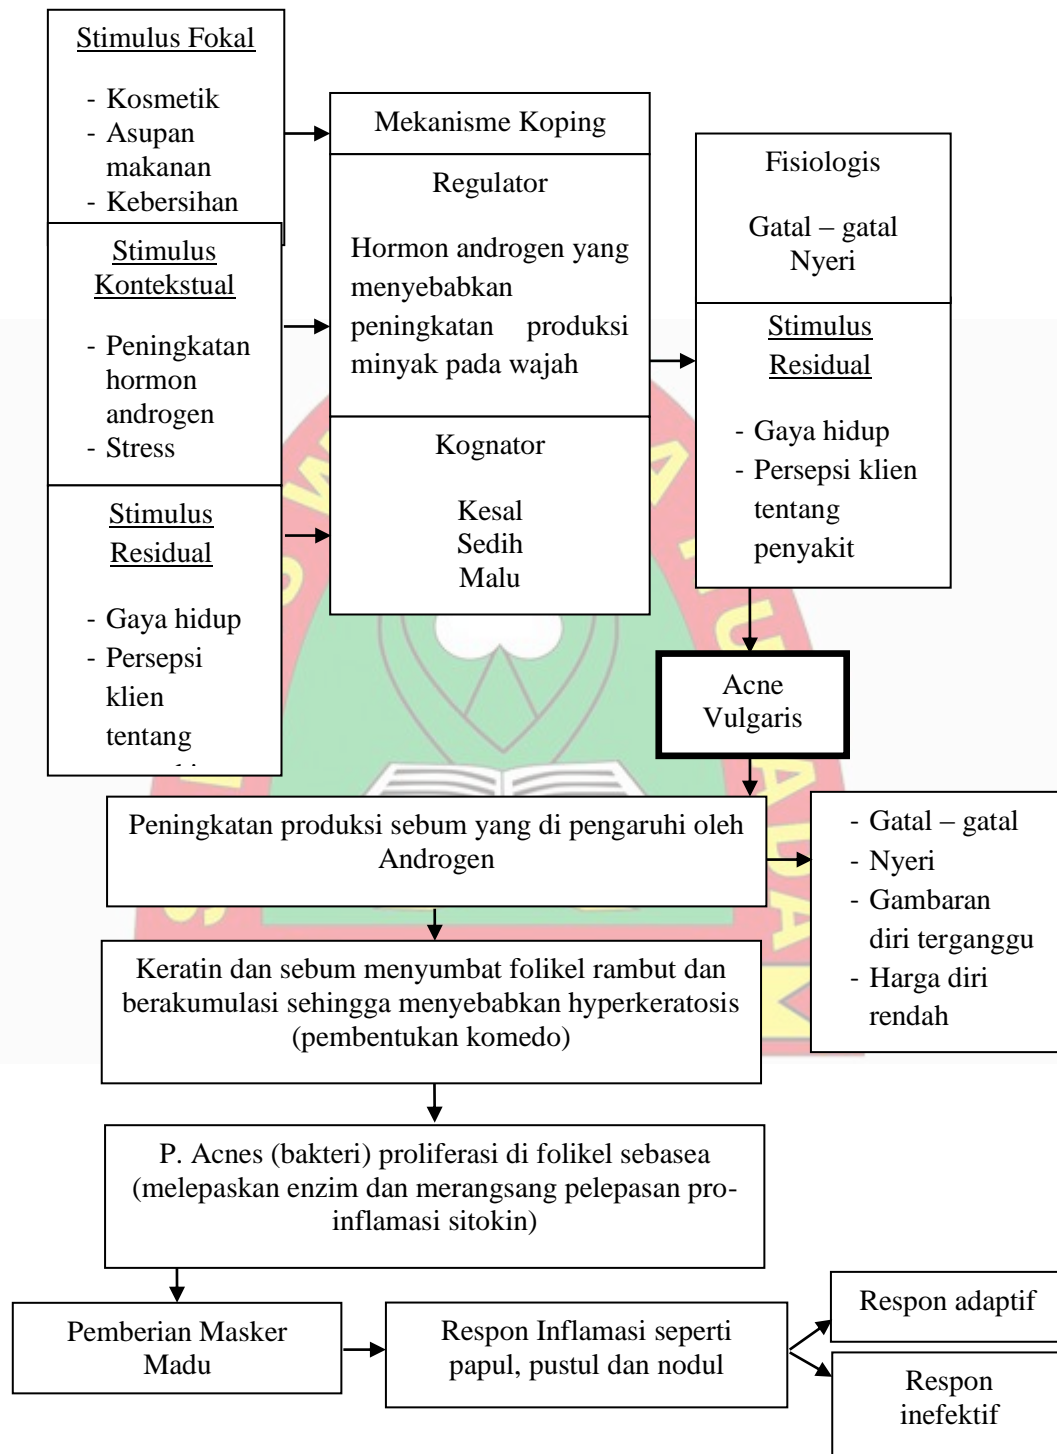 Stimulus Fokal
- Kosmetik
- Asupan
makanan
- Kebersihan
Stimulus
Kontekstual
- Peningkatan
hormon
androgen
- Stress
Stimulus
Residual
- Gaya hidup
- Persepsi
klien
tentang
Mekanisme Koping
Regulator
Hormon androgen yang
menyebabkan
peningkatan produksi
minyak pada wajah
Kognator
Kesal
Sedih
Malu
Fisiologis
Gatal – gatal
Nyeri
Stimulus
Residual
- Gaya hidup
- Persepsi klien
tentang
penyakit
Acne
Vulgaris
Peningkatan produksi sebum yang di pengaruhi oleh
Androgen
- Gatal – gatal
- Nyeri
- Gambaran
diri terganggu
- Harga diri
rendah
Keratin dan sebum menyumbat folikel rambut dan
berakumulasi sehingga menyebabkan hyperkeratosis
(pembentukan komedo)
P. Acnes (bakteri) proliferasi di folikel sebasea
(melepaskan enzim dan merangsang pelepasan pro-
inflamasi sitokin)
Pemberian Masker
Madu
Respon Inflamasi seperti
papul, pustul dan nodul
Respon adaptif
Respon
inefektif